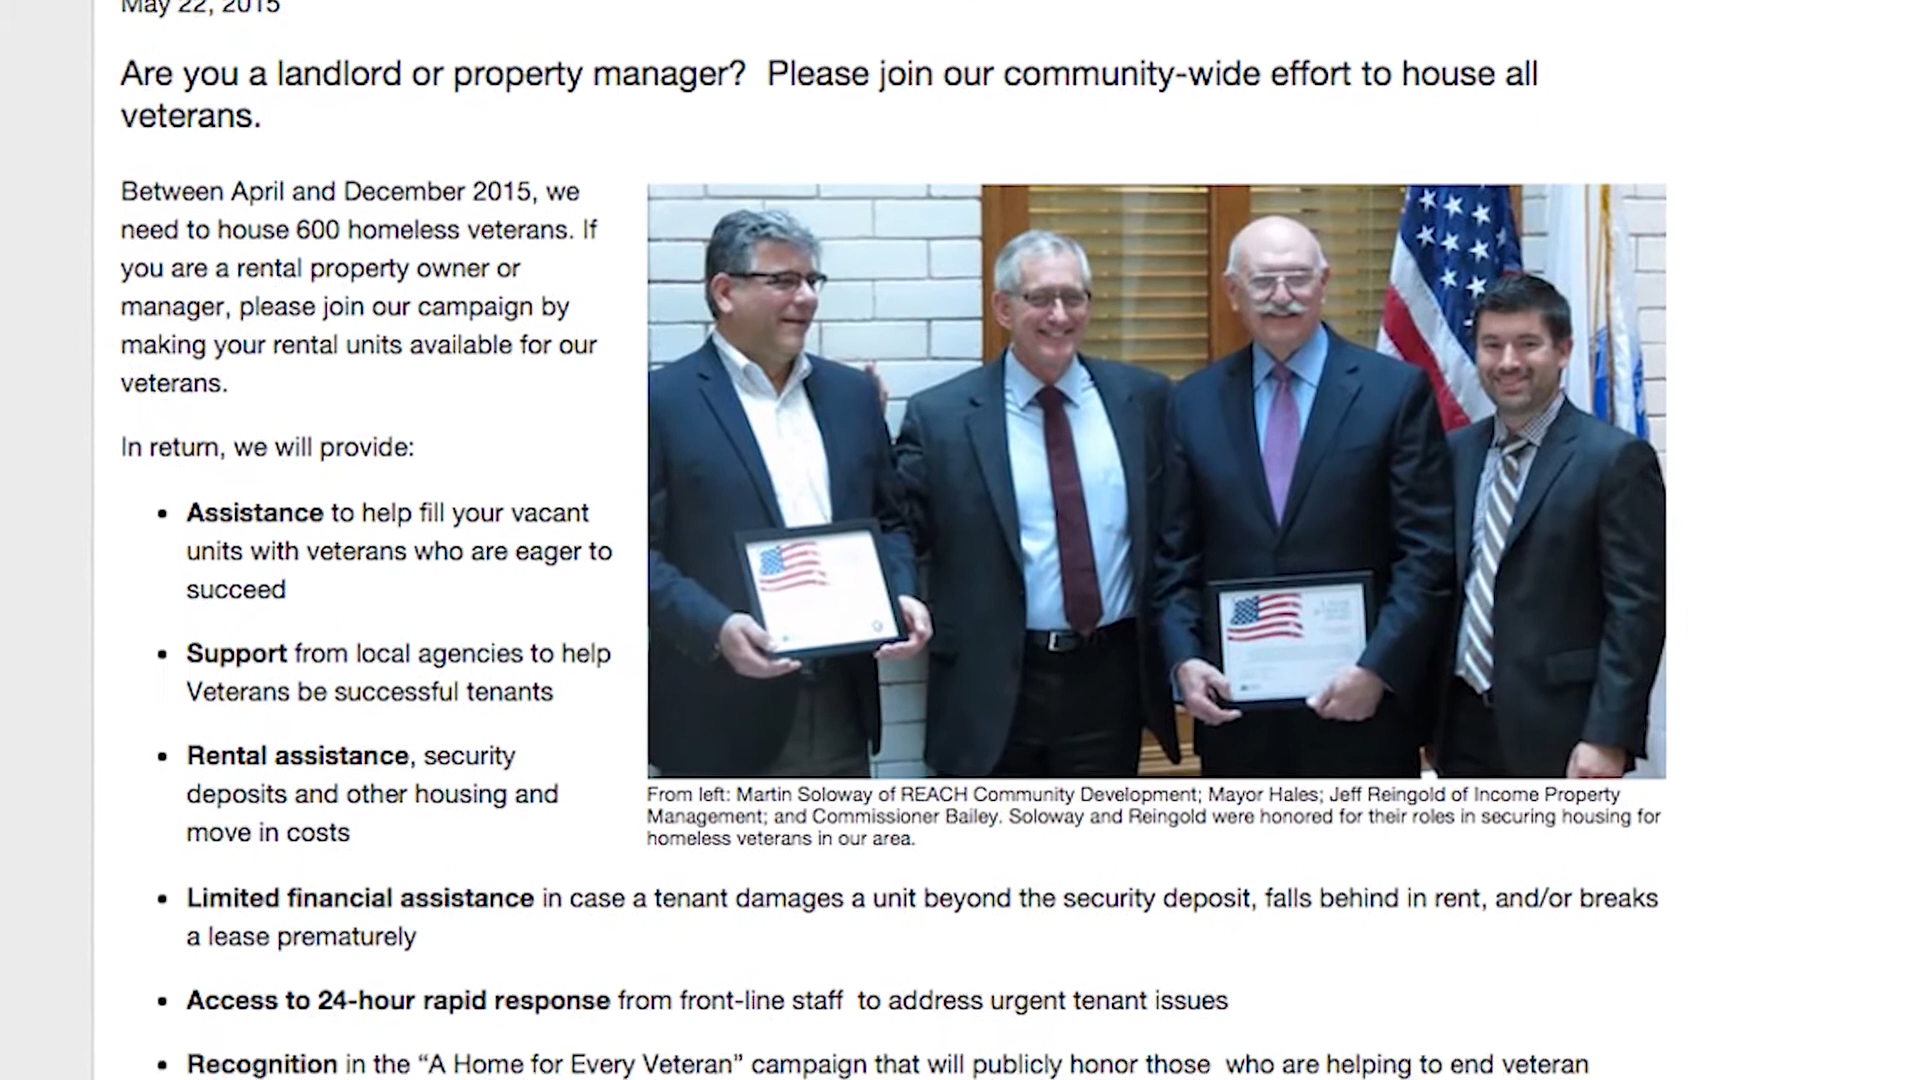 May 22, 2015
Are you a landlord or property manager?  Please join our community-wide effort to house all
veterans.
Between April and December 2015, we
need to house 600 homeless veterans. If
you are a rental property owner or
manager, please join our campaign by
making your rental units available for our
veterans.
In return, we will provide:
• Assistance to help fill your vacant
units with veterans who are eager to
succeed
• Support from local agencies to help
Veterans be successful tenants
• Rental assistance, security
deposits and other housing and
move in costs
From left: Martin Soloway of REACH Community Development; Mayor Hales; Jeff Reingold of Income Property
Management; and Commissioner Bailey. Soloway and Reingold were honored for their roles in securing housing for
homeless veterans in our area.
• Limited financial assistance in case a tenant damages a unit beyond the security deposit, falls behind in rent, and/or breaks
a lease prematurely
• Access to 24-hour rapid response from front-line staff  to address urgent tenant issues
• Recognition in the “A Home for Every Veteran” campaign that will publicly honor those  who are helping to end veteran